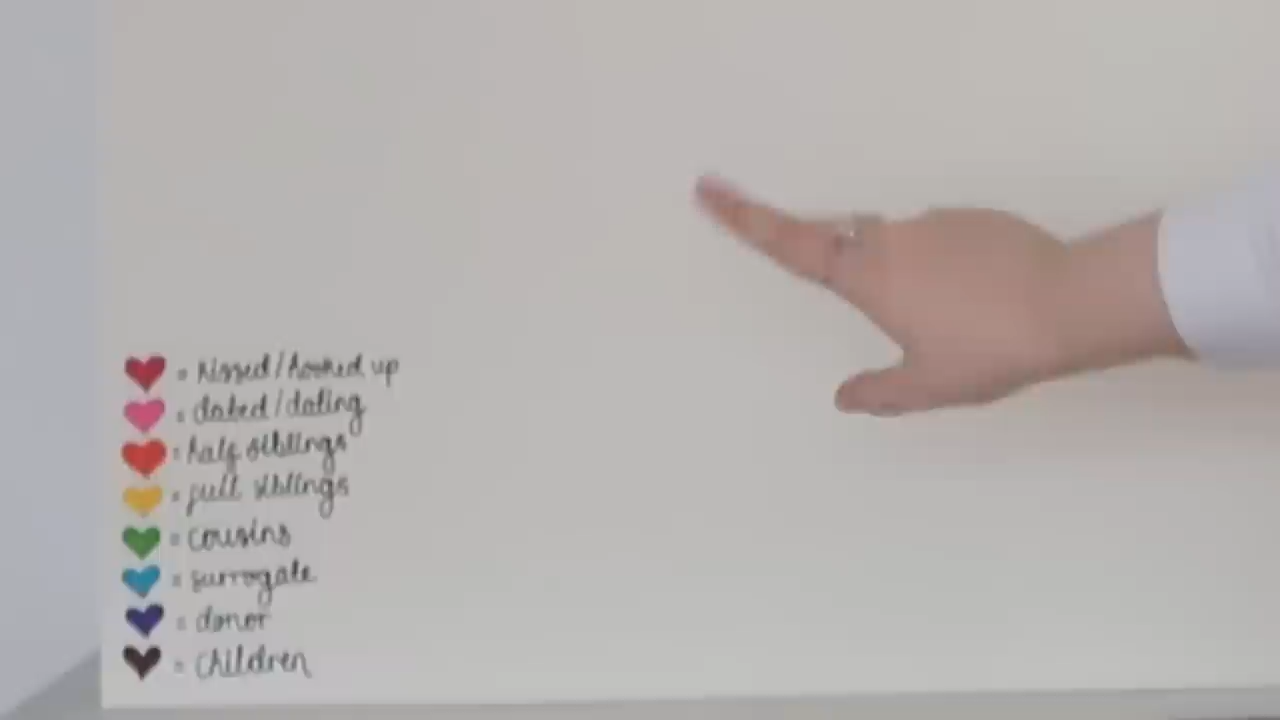 = kissed/hooked up
= dated/dating
= half siblings
= full siblings
= cousins
= surrogate
= donor
= children